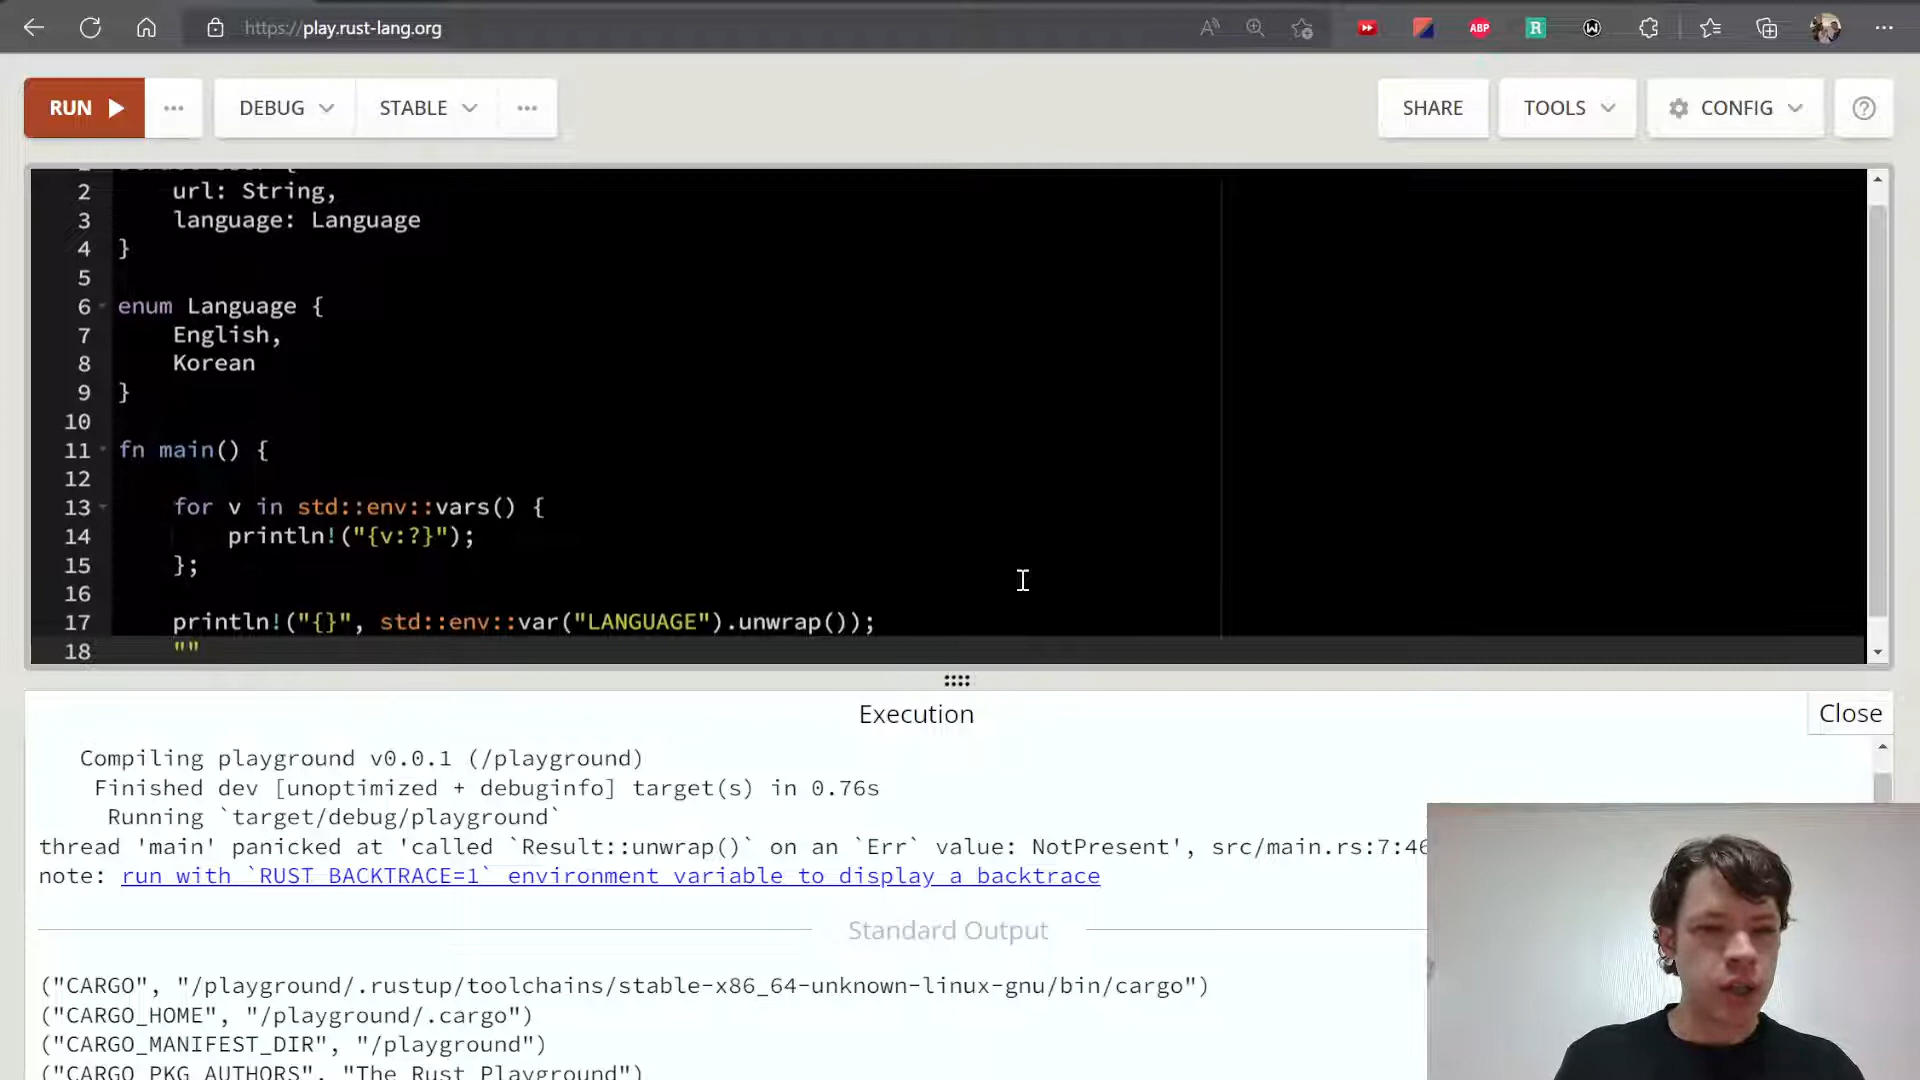 https://play.rust-lang.org
ABP
R
RUN
DEBUG
STABLE
SHARE
TOOLS
CONFIG
2 url: String,
3 language: Language
4 }
5
6 enum Language {
7 English,
8 Korean
9 }
10
11 fn main() {
12
13 for v in std::env::vars() {
14 println!("{v:?}");
15 };
16
17 println!("{}", std::env::var("LANGUAGE").unwrap());
18 ""
Execution
Close
Compiling playground v0.0.1 (/playground)
Finished dev [unoptimized + debuginfo] target(s) in 0.76s
Running `target/debug/playground`
thread 'main' panicked at 'called `Result::unwrap()` on an `Err` value: NotPresent', src/main.rs:7:46
note: run with `RUST_BACKTRACE=1` environment variable to display a backtrace
Standard Output
("CARGO", "/playground/.rustup/toolchains/stable-x86_64-unknown-linux-gnu/bin/cargo")
("CARGO_HOME", "/playground/.cargo")
("CARGO_MANIFEST_DIR", "/playground")
("CARGO_PKG_AUTHORS", "The Rust Playground")